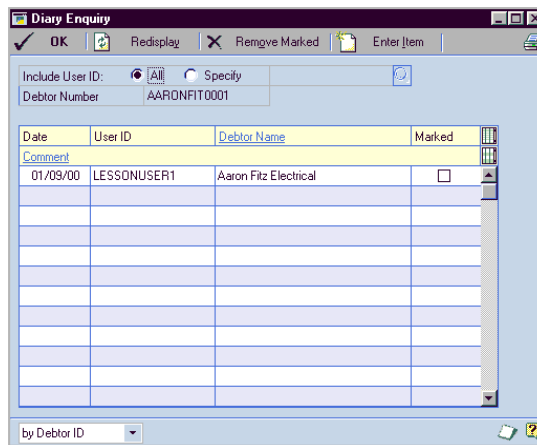 Diary Enquiry
OK Redisplay Remove Marked Enter Item
Include User ID: All Specify
Debtor Number AARONFIT0001
Date User ID Debtor Name Marked
Comment
01/09/00 LESSONUSER1 Aaron Fitz Electrical
by Debtor ID